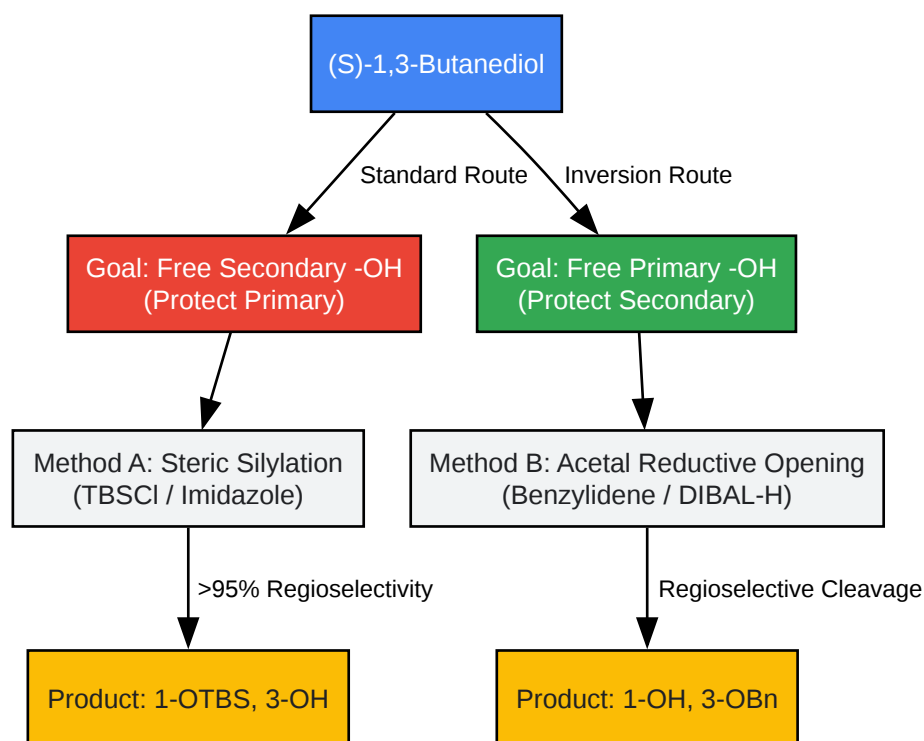 (S)-1,3-Butanediol
Standard Route
Inversion Route
Goal: Free Secondary -OH
(Protect Primary)
Goal: Free Primary -OH
(Protect Secondary)
Method A: Steric Silylation
(TBSCl / Imidazole)
Method B: Acetal Reductive Opening
(Benzylidene / DIBAL-H)
>95% Regioselectivity
Regioselective Cleavage
Product: 1-OTBS, 3-OH
Product: 1-OH, 3-OBn